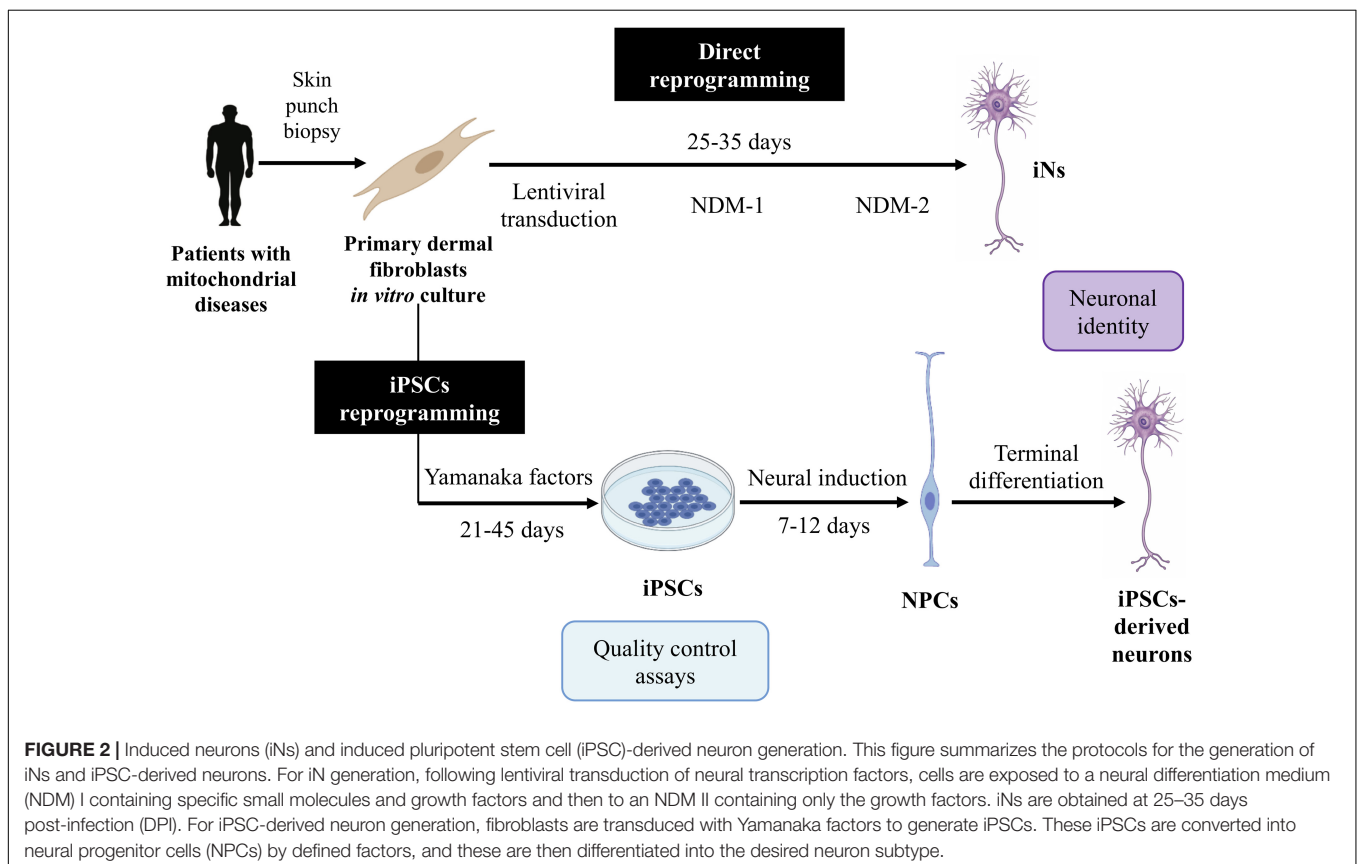 Direct
reprogramming
Skin
punch
biopsy
25-35 days
iNs
Lentiviral
transduction
NDM-1
NDM-2
Patients with
mitochondrial
diseases
Primary dermal
fibroblasts
in vitro culture
Neuronal
identity
iPSCs
reprogramming
Yamanaka factors
21-45 days
Neural induction
7-12 days
Terminal
differentiation
iPSCs
NPCs
iPSCs-
derived
neurons
Quality control
assays
FIGURE 2 | Induced neurons (iNs) and induced pluripotent stem cell (iPSC)-derived neuron generation. This figure summarizes the protocols for the generation of
iNs and iPSC-derived neurons. For iN generation, following lentiviral transduction of neural transcription factors, cells are exposed to a neural differentiation medium
(NDM) I containing specific small molecules and growth factors and then to an NDM II containing only the growth factors. iNs are obtained at 25–35 days
post-infection (DPI). For iPSC-derived neuron generation, fibroblasts are transduced with Yamanaka factors to generate iPSCs. These iPSCs are converted into
neural progenitor cells (NPCs) by defined factors, and these are then differentiated into the desired neuron subtype.